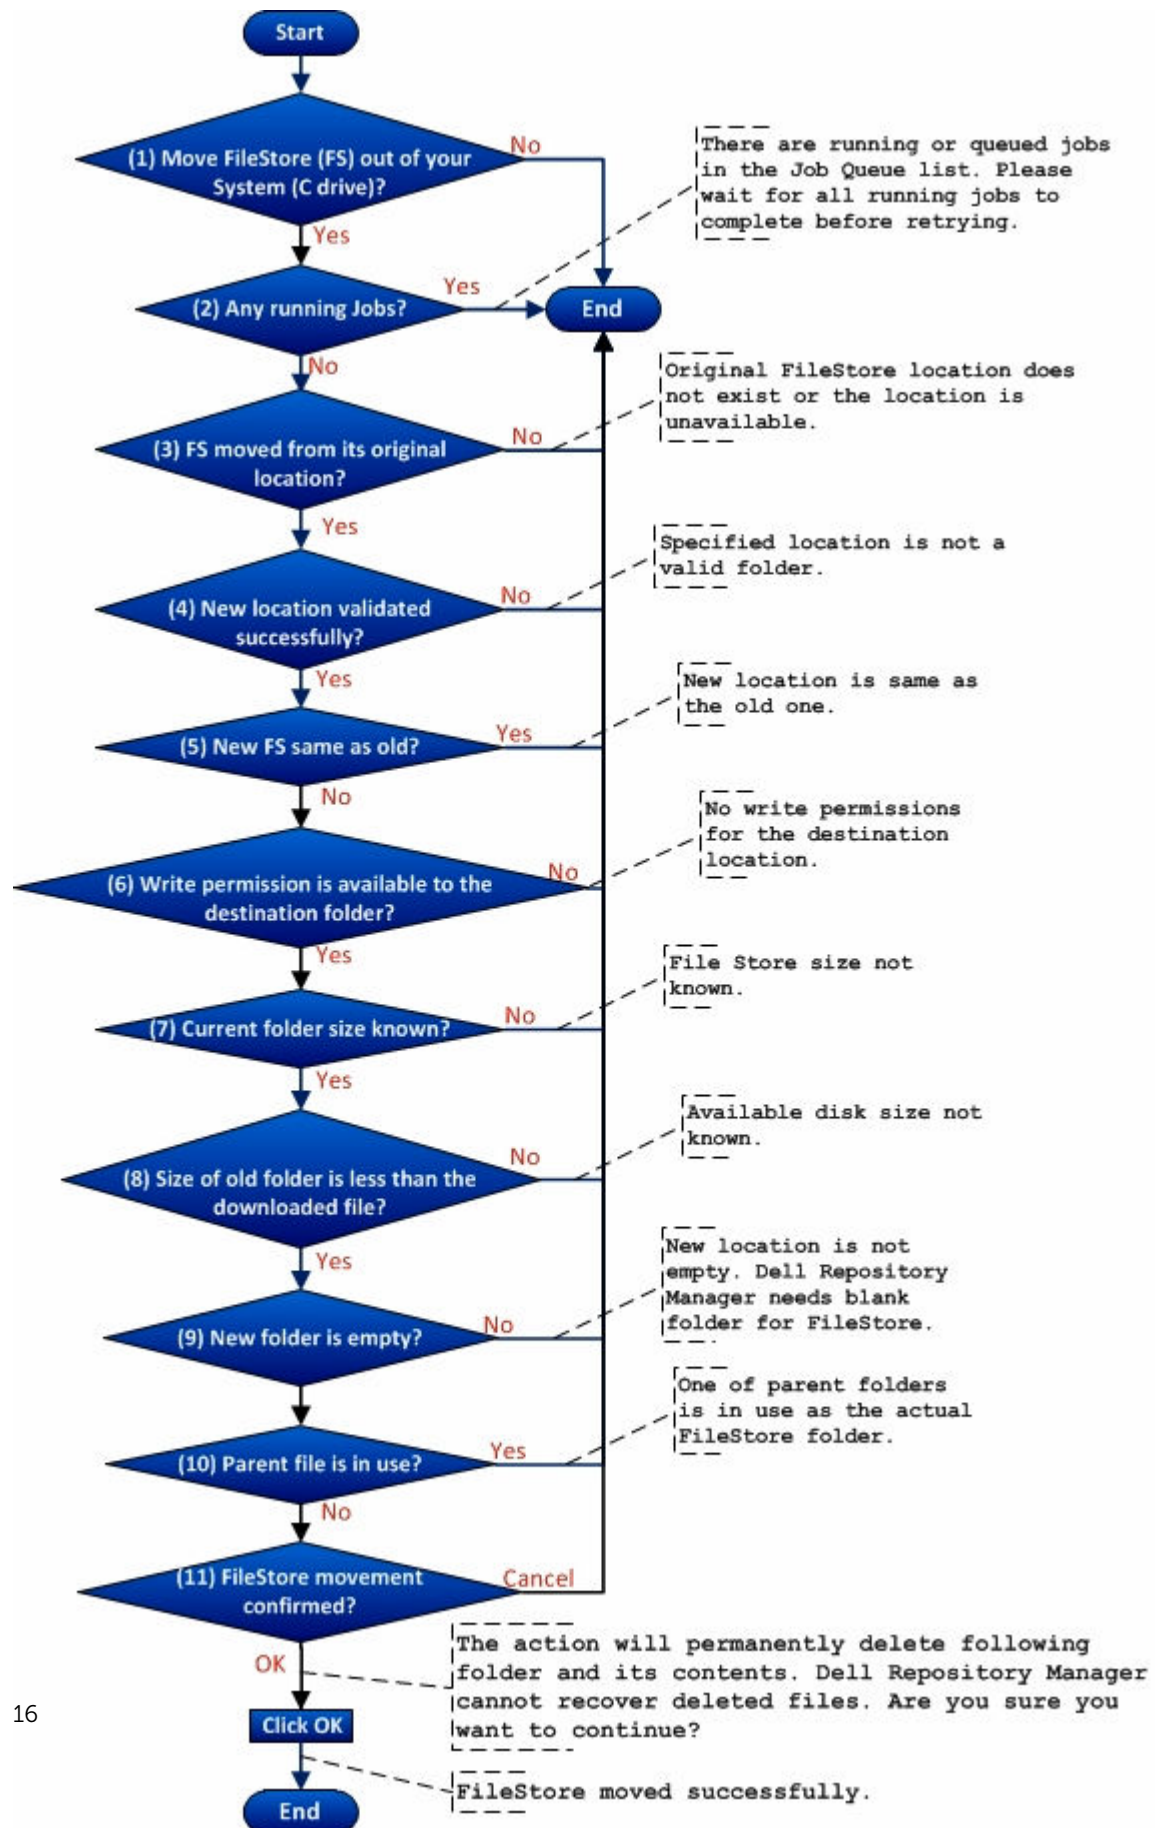 Start
(1) Move FileStore (FS) out of your
System (C drive)?
No
Yes
There are running or queued jobs
in the Job Queue list. Please
wait for all running jobs to
complete before retrying.
(2) Any running Jobs?
Yes
End
No
Original FileStore location does
not exist or the location is
unavailable.
(3) FS moved from its original
location?
No
Yes
Specified location is not a
valid folder.
(4) New location validated
successfully?
No
Yes
New location is same as
the old one.
(5) New FS same as old?
Yes
No
No write permissions
for the destination
location.
(6) Write permission is available to the
destination folder?
No
Yes
File Store size not
known.
(7) Current folder size known?
No
Yes
Available disk size not
known.
(8) Size of old folder is less than the
downloaded file?
No
Yes
New location is not
empty. Dell Repository
Manager needs blank
folder for FileStore.
(9) New folder is empty?
No
One of parent folders
is in use as the actual
FileStore folder.
(10) Parent file is in use?
Yes
No
(11) FileStore movement
confirmed?
Cancel
OK
The action will permanently delete following
folder and its contents. Dell Repository Manager
cannot recover deleted files. Are you sure you
want to continue?
16
Click OK
FileStore moved successfully.
End